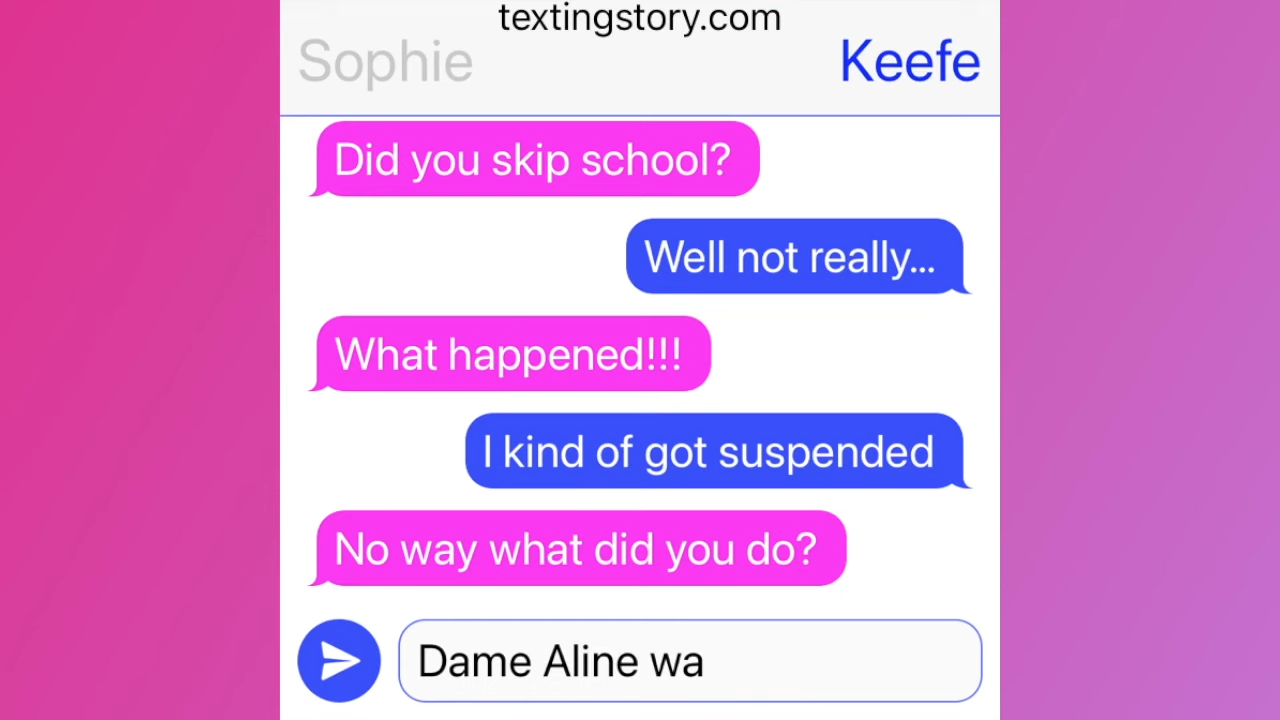 textingstory.com
Sophie
Keefe
Did you skip school?
Well not really...
What happened!!!
I kind of got suspended
No way what did you do?
Dame Aline wa